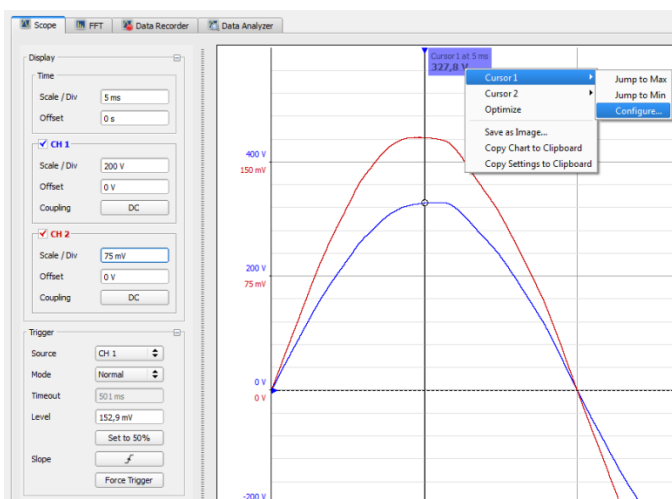 Scope
FFT
Data Recorder
Data Analyzer
Display
Time
Scale / Div
5 ms
Offset
0 s
CH 1
Scale / Div
200 V
Offset
0 V
Coupling
DC
CH 2
Scale / Div
75 mV
Offset
0 V
Coupling
DC
Trigger
Source
CH 1
Mode
Normal
Timeout
501 ms
Level
152,9 mV
Set to 50%
Slope
Force Trigger
Cursor1 at 5 ms
327,8 V
Cursor 1
Cursor 2
Optimize
Save as Image...
Copy Chart to Clipboard
Copy Settings to Clipboard
Jump to Max
Jump to Min
Configure...
400 V
150 mV
200 V
75 mV
0 V
0 V
-200 V